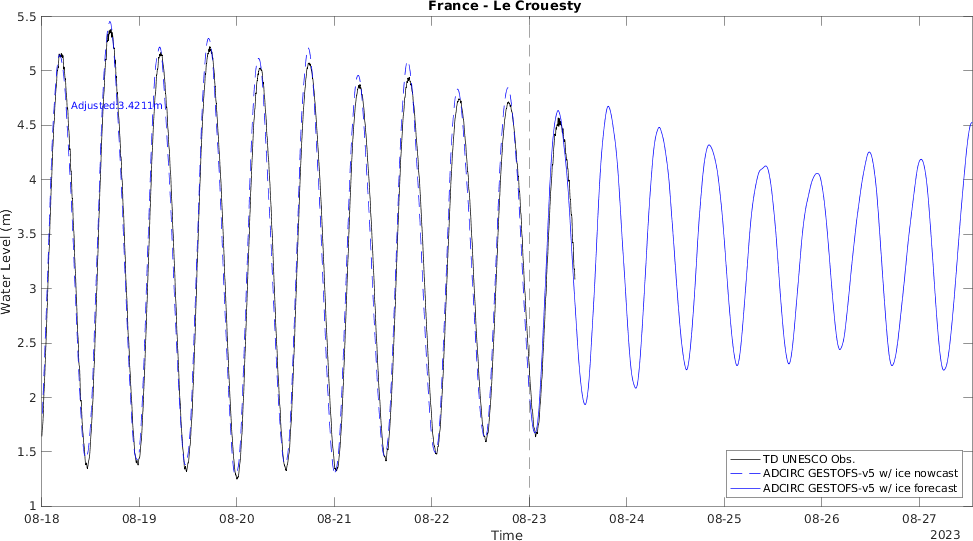 France - Le Crouesty
5.5
5
4.5
4
3.5
3
2.5
2
1.5
1
Water Level (m)
Adjusted:3.4211m
TD UNESCO Obs.
ADCIRC GESTOFS-v5 w/ ice nowcast
ADCIRC GESTOFS-v5 w/ ice forecast
08-18 08-19 08-20 08-21 08-22 08-23 08-24 08-25 08-26 08-27
Time
2023